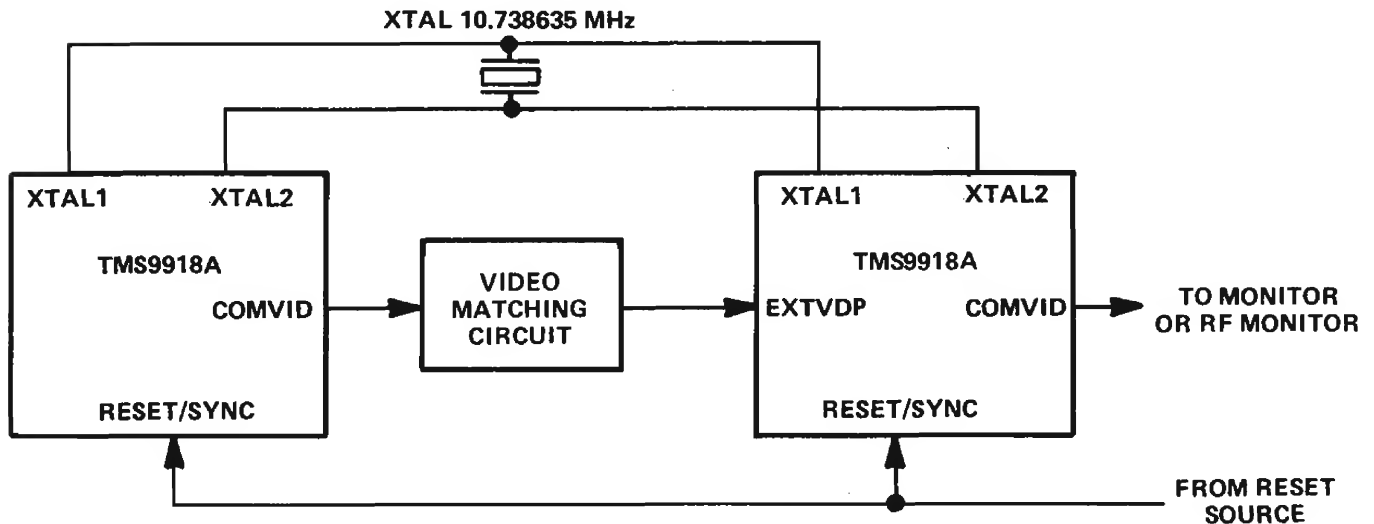 XTAL 10.738635 MHz
XTAL1
XTAL2
TMS9918A
COMVID
RESET/SYNC
VIDEO
MATCHING
CIRCUIT
XTAL1
XTAL2
TMS9918A
EXTVDP
COMVID
RESET/SYNC
TO MONITOR
OR RF MONITOR
FROM RESET
SOURCE